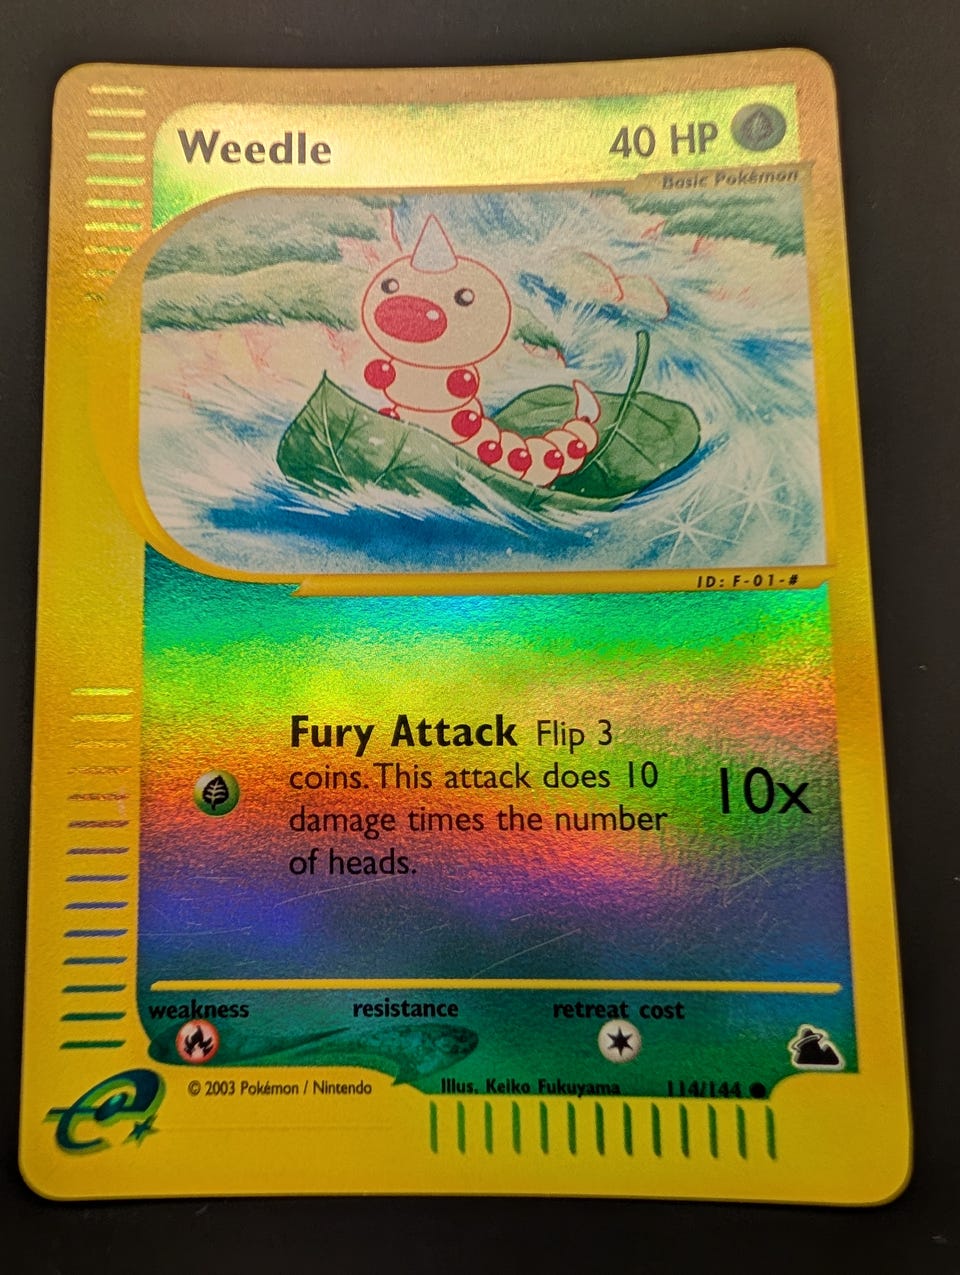 Weedle
40 HP
Basic Pokémon
ID: F-01-#
Fury Attack Flip 3
coins. This attack does 10
damage times the number
of heads.
10x
weakness resistance retreat cost
© 2003 Pokémon / Nintendo
Illus. Keiko Fukuyama 114/144
e